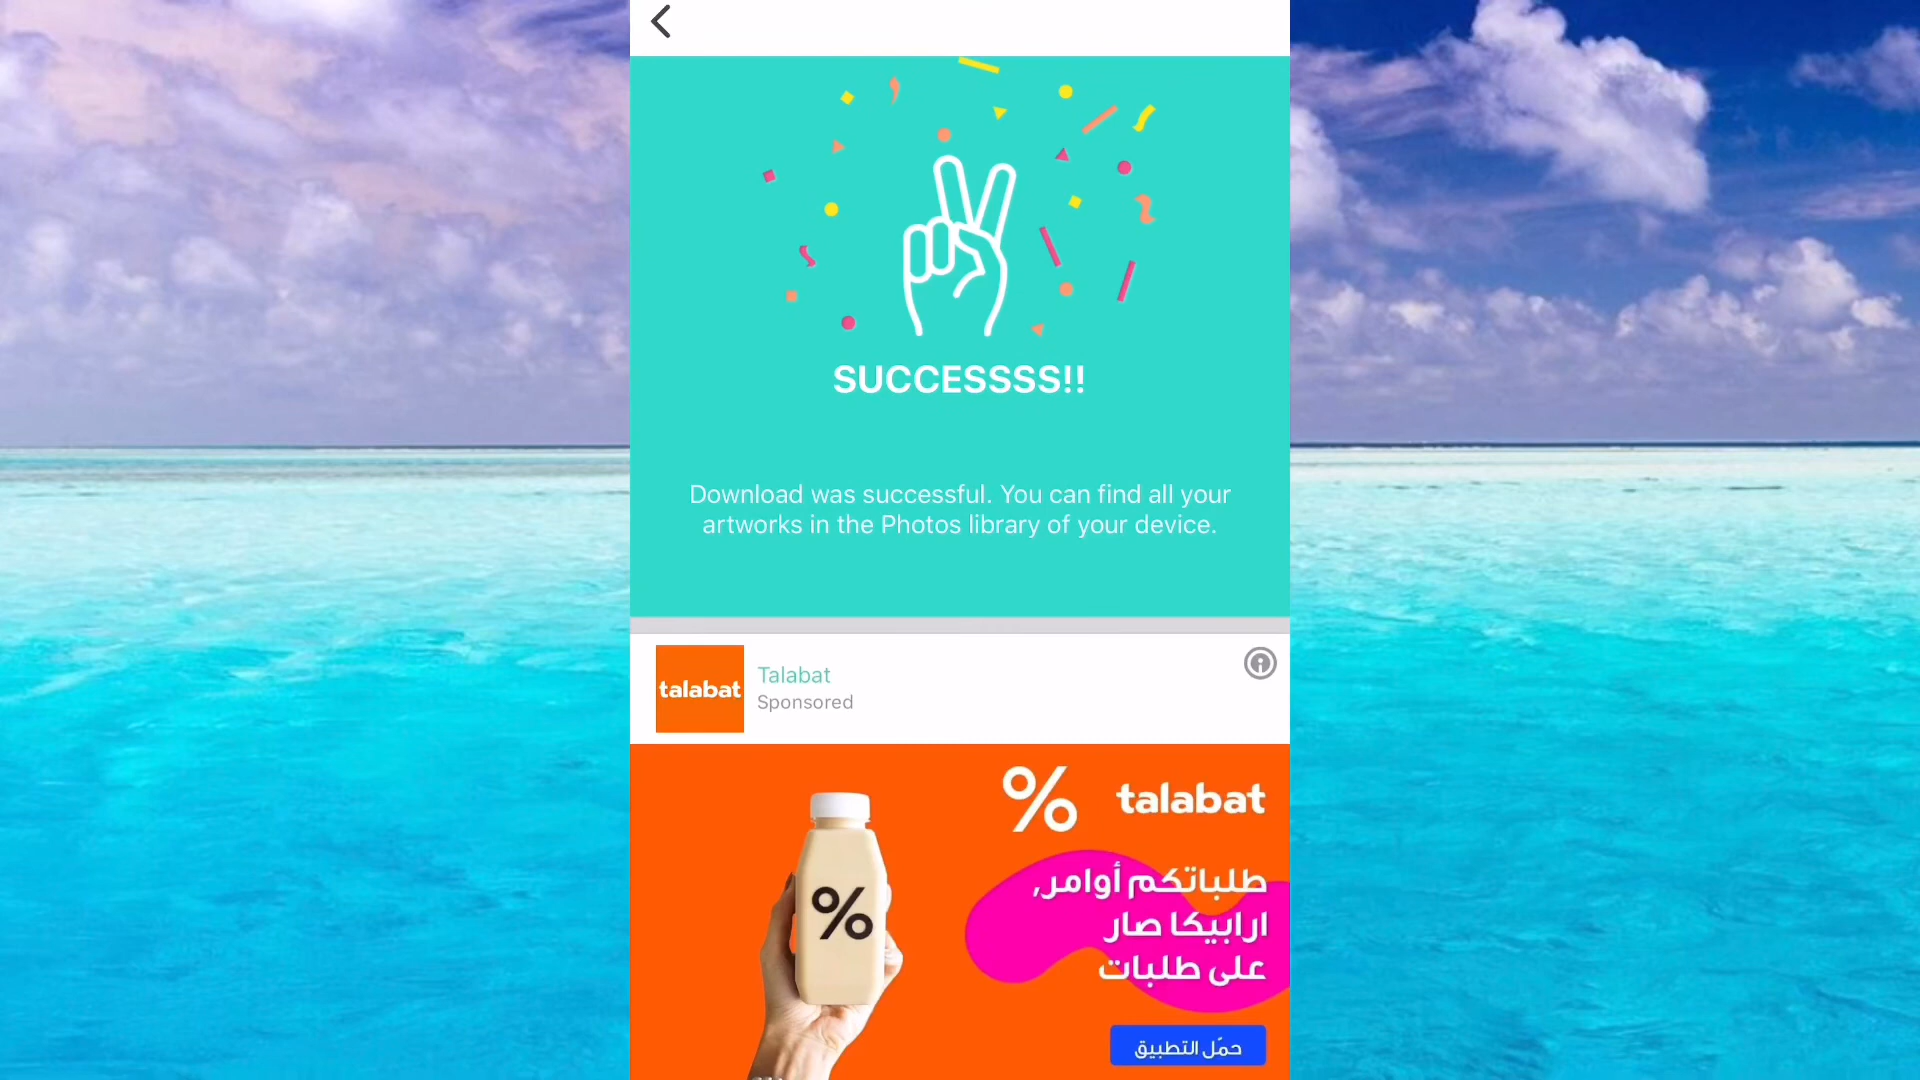 SUCCESSSS!!
Download was successful. You can find all your
artworks in the Photos library of your device.
talabat
Talabat
Sponsored
% talabat
%
طلباتكم أوامر,
ارابيكا صار
على طلبات
حمّل التطبيق